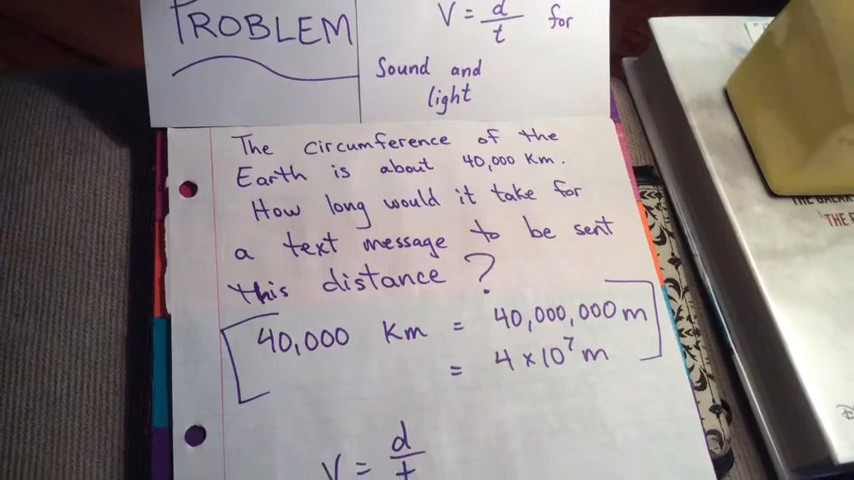 PROBLEM
V = d/t for
Sound and
light
The circumference of the
Earth is about 40,000 Km.
How long would it take for
a text message to be sent
this distance?
40,000 Km = 40,000,000 m
= 4 × 10⁷ m
V = d/t